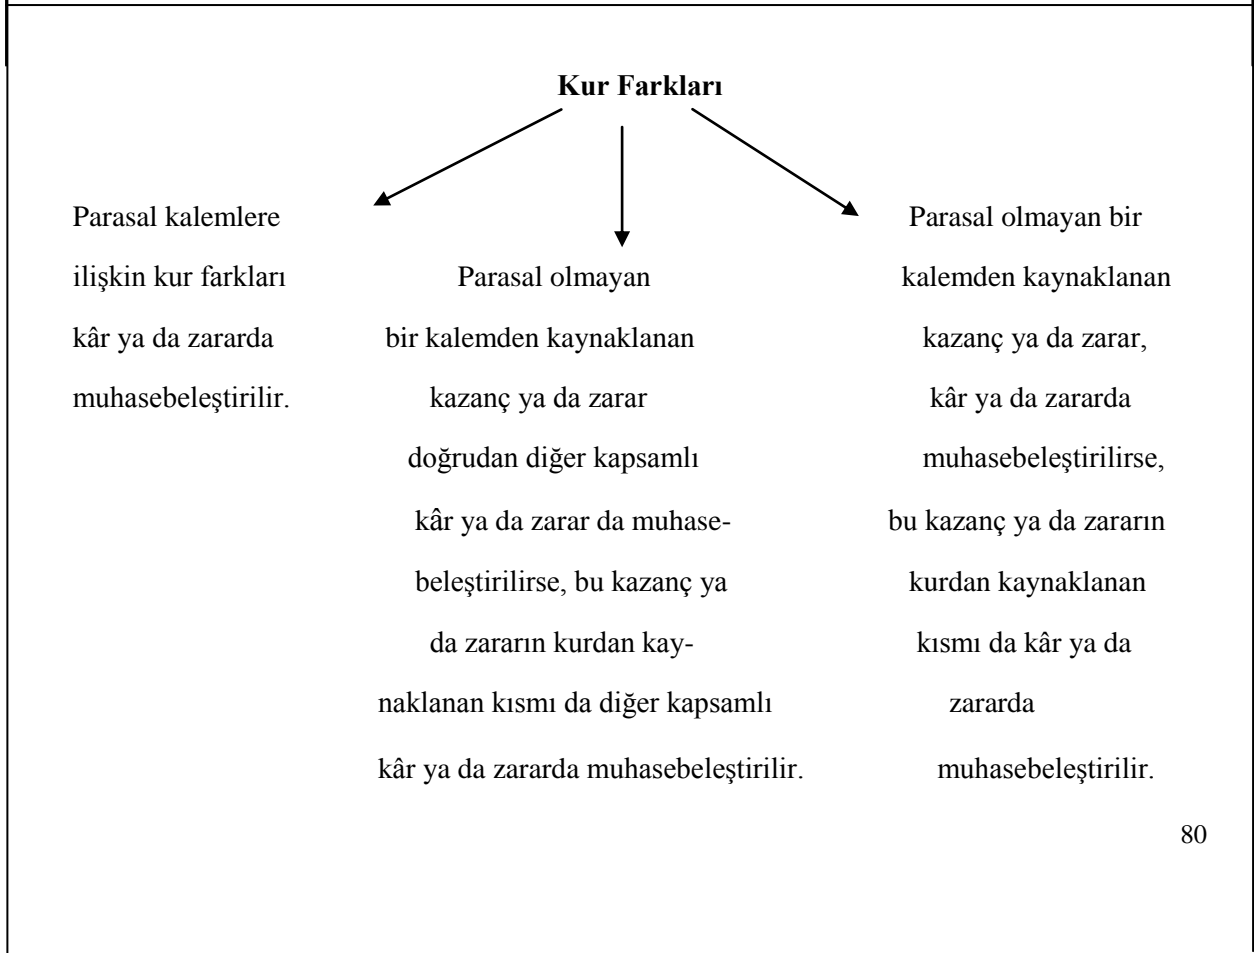 Kur Farkları
Parasal kalemlere
ilişkin kur farkları
kâr ya da zararda
muhasebeleştirilir.
Parasal olmayan
bir kalemden kaynaklanan
kazanç ya da zarar
doğrudan diğer kapsamlı
kâr ya da zarar da muhase-
beleştirilirse, bu kazanç ya
da zararın kurdan kay-
naklanan kısmı da diğer kapsamlı
kâr ya da zararda muhasebeleştirilir.
Parasal olmayan bir
kalemden kaynaklanan
kazanç ya da zarar,
kâr ya da zararda
muhasebeleştirilirse,
bu kazanç ya da zararın
kurdan kaynaklanan
kısmı da kâr ya da
zararda
muhasebeleştirilir.
80